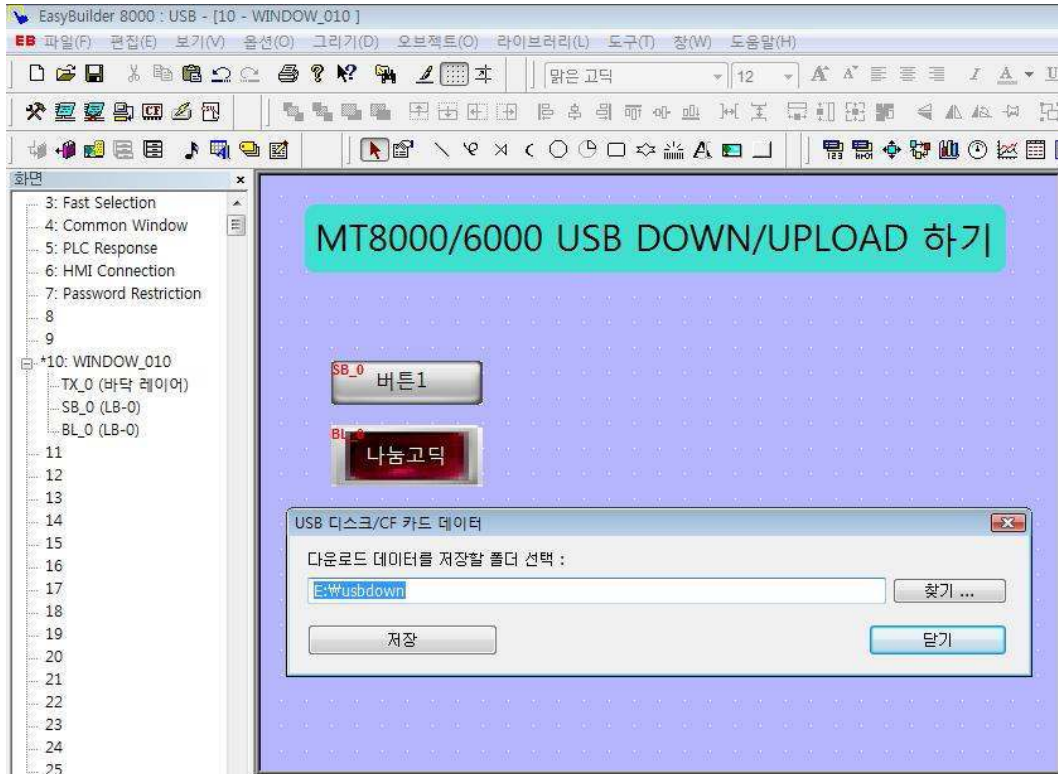 EasyBuilder 8000 : USB - [10 - WINDOW_010 ]
EB 파일(F) 편집(E) 보기(V) 옵션(O) 그리기(D) 오브젝트(O) 라이브러리(L) 도구(T) 창(W) 도움말(H)
맑은 고딕 12
화면
3: Fast Selection
4: Common Window
5: PLC Response
6: HMI Connection
7: Password Restriction
8
9
*10: WINDOW_010
TX_0 (바닥 레이어)
SB_0 (LB-0)
BL_0 (LB-0)
11
12
13
14
15
16
17
18
19
20
21
22
23
24
25
MT8000/6000 USB DOWN/UPLOAD 하기
SB_0
버튼1
BL_0
나눔고딕
USB 디스크/CF 카드 데이터
다운로드 데이터를 저장할 폴더 선택 :
E:₩usbdown
찾기 ...
저장
닫기